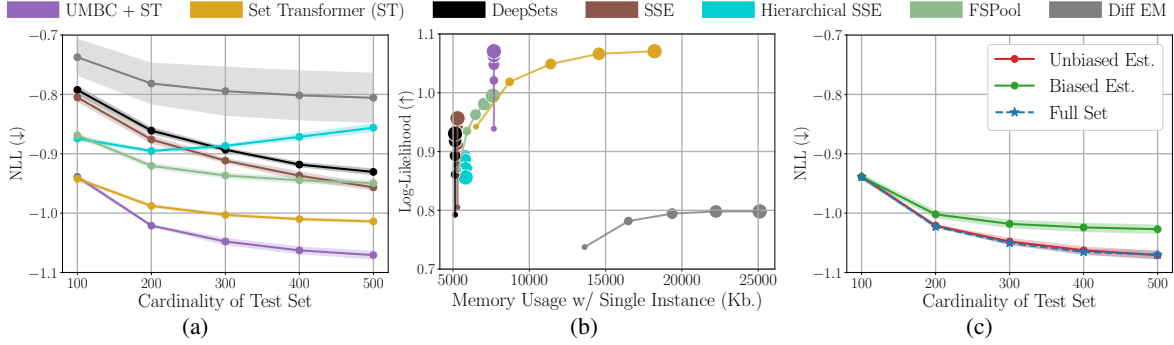 UMBC + ST Set Transformer (ST) DeepSets SSE Hierarchical SSE FSPool Diff EM
−0.7
−0.8
−0.9
−1.0
−1.1
NLL (↓)
100 200 300 400 500
Cardinality of Test Set
(a)
1.1
1.0
0.9
0.8
0.7
Log-Likelihood (↑)
5000 10000 15000 20000 25000
Memory Usage w/ Single Instance (Kb.)
(b)
−0.7
−0.8
−0.9
−1.0
−1.1
NLL (↓)
Unbiased Est.
Biased Est.
Full Set
100 200 300 400 500
Cardinality of Test Set
(c)